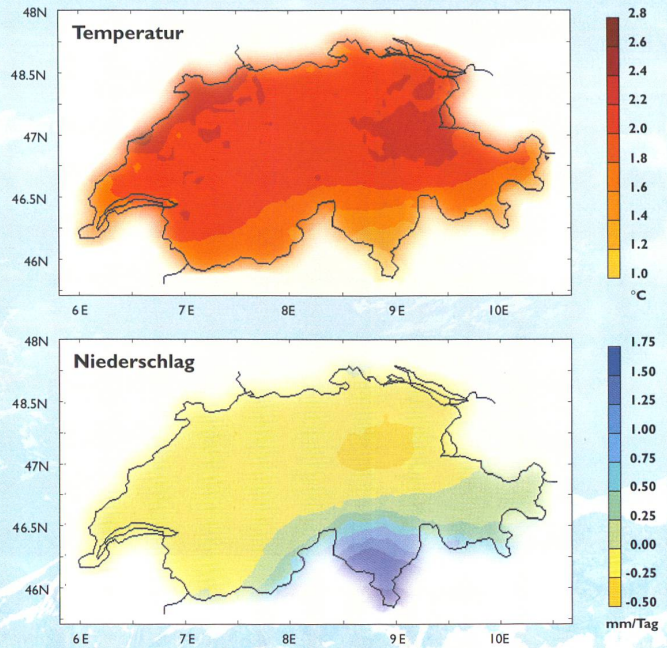 Temperatur
48N
48.5N
47N
46.5N
46N
6E
7E
8E
9E
10E
2.8
2.6
2.4
2.2
2.0
1.8
1.6
1.4
1.2
1.0
°C
Niederschlag
48N
48.5N
47N
46.5N
46N
6E
7E
8E
9E
10E
1.75
1.50
1.25
1.00
0.75
0.50
0.25
0.00
-0.25
-0.50
mm/Tag